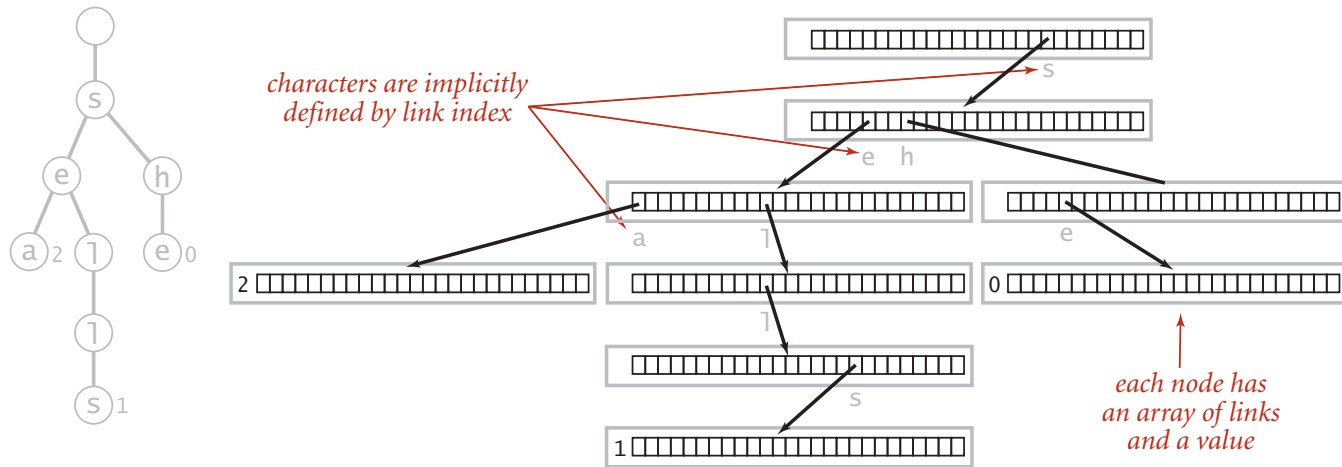 s
characters are implicitly
defined by link index
s
e h
e
h
a
l
e
a 2
l
e 0
2
0
l
l
s
each node has
an array of links
and a value
s 1
1